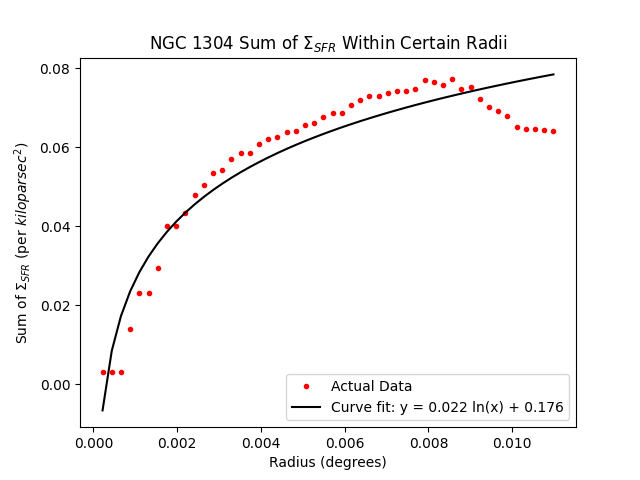 NGC 1304 Sum of Σ_SFR Within Certain Radii
Sum of Σ_SFR (per kiloparsec²)
0.08
0.06
0.04
0.02
0.00
Actual Data
Curve fit: y = 0.022 ln(x) + 0.176
0.000 0.002 0.004 0.006 0.008 0.010
Radius (degrees)